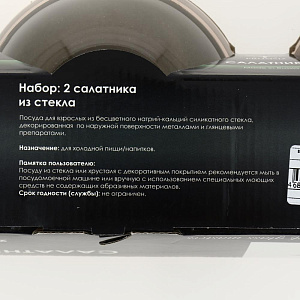 САЛАТНИК
Набор: 2 салатника
из стекла
Посуда для взрослых из бесцветного натрий-кальций силикатного стекла,
декорированная по наружной поверхности металлами и глянцевыми
препаратами.
Назначение: для холодной пищи/напитков.
Памятка пользователю:
Посуду из стекла или хрусталя с декоративным покрытием рекомендуется мыть в
посудомоечной машине или вручную с использованием специальных моющих
средств не содержащих абразивных материалов.
Срок годности (службы): не ограничен.